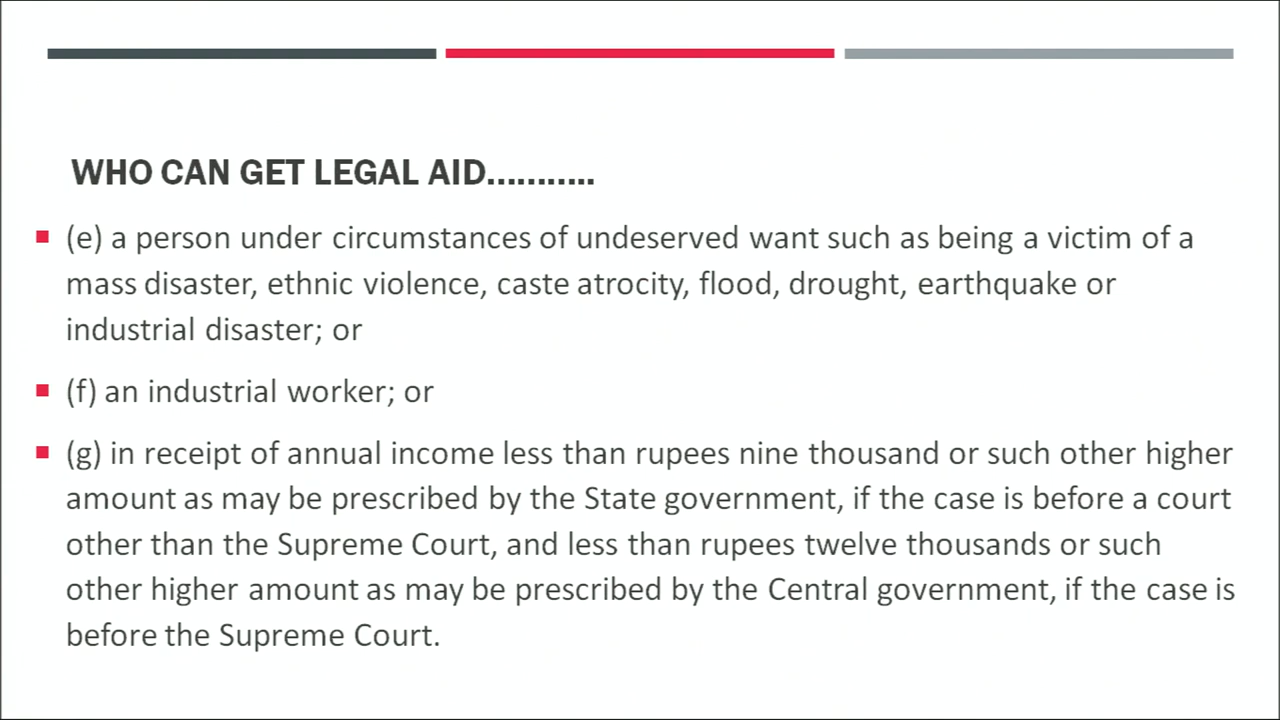 WHO CAN GET LEGAL AID...........
(e) a person under circumstances of undeserved want such as being a victim of a
mass disaster, ethnic violence, caste atrocity, flood, drought, earthquake or
industrial disaster; or
(f) an industrial worker; or
(g) in receipt of annual income less than rupees nine thousand or such other higher
amount as may be prescribed by the State government, if the case is before a court
other than the Supreme Court, and less than rupees twelve thousands or such
other higher amount as may be prescribed by the Central government, if the case is
before the Supreme Court.